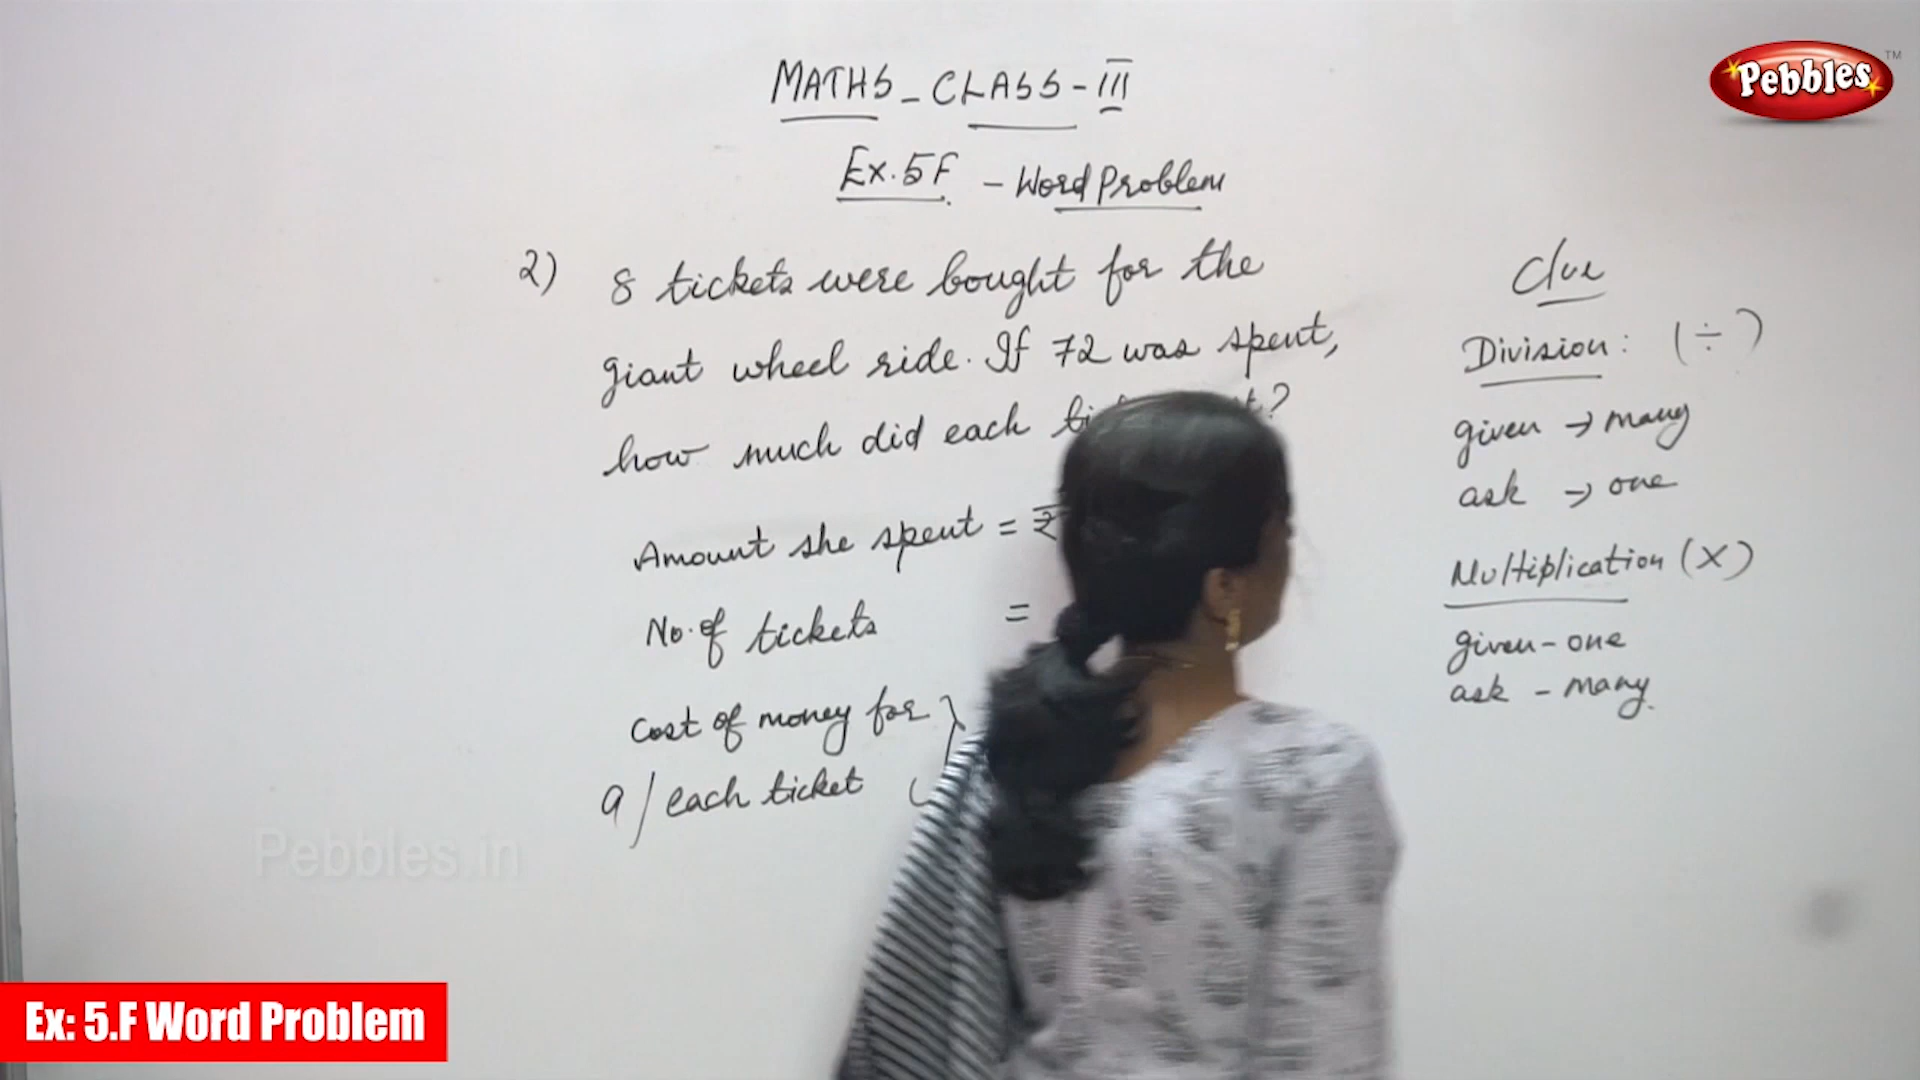 MATHS - CLASS - III
Pebbles TM
Ex. 5F - Word Problem
2) 8 tickets were bought for the
giant wheel ride. If 72 was spent,
how much did each ?
Amount she spent = ₹
No. of tickets =
Cost of money for }
a / each ticket
Clue
Division : (÷)
given → many
ask → one
Multiplication (X)
given - one
ask - many.
Pebbles.in
Ex: 5.F Word Problem